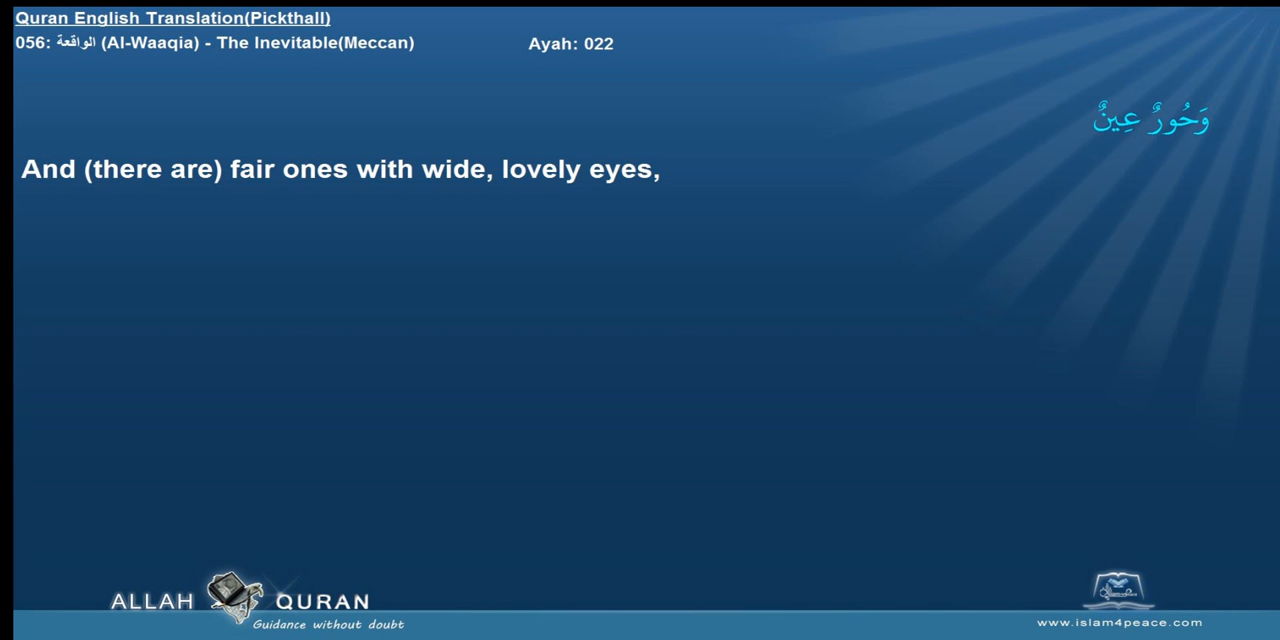 Quran English Translation(Pickthall)
056: الواقعة (Al-Waaqia) - The Inevitable(Meccan) Ayah: 022
وَحُورٌ عِينٌ
And (there are) fair ones with wide, lovely eyes,
ALLAH QURAN
Guidance without doubt
www.islam4peace.com